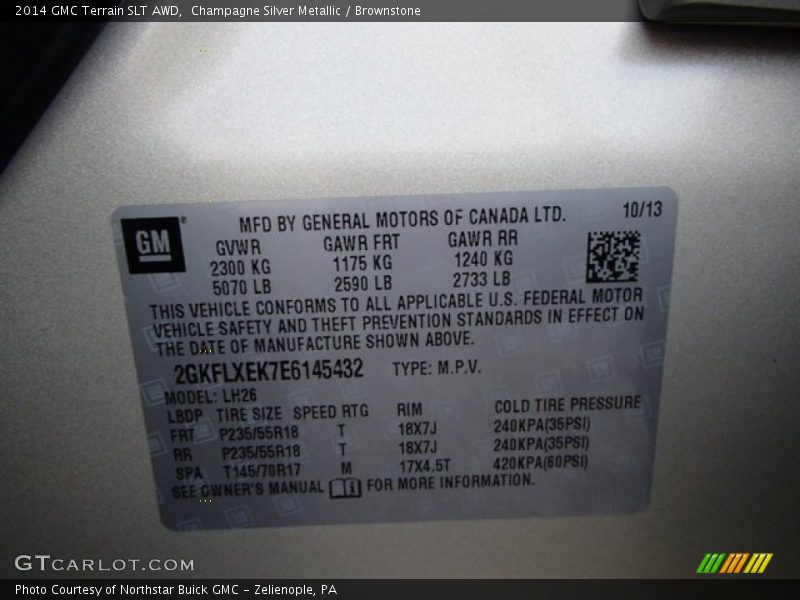 2014 GMC Terrain SLT AWD,  Champagne Silver Metallic / Brownstone
GM®
MFD BY GENERAL MOTORS OF CANADA LTD. 10/13
GVWR GAWR FRT GAWR RR
2300 KG 1175 KG 1240 KG
5070 LB 2590 LB 2733 LB
THIS VEHICLE CONFORMS TO ALL APPLICABLE U.S. FEDERAL MOTOR
VEHICLE SAFETY AND THEFT PREVENTION STANDARDS IN EFFECT ON
THE DATE OF MANUFACTURE SHOWN ABOVE.
2GKFLXEK7E6145432 TYPE: M.P.V.
MODEL: LH26
LBDP TIRE SIZE SPEED RTG RIM COLD TIRE PRESSURE
FRT P235/55R18 T 18X7J 240KPA(35PSI)
RR P235/55R18 T 18X7J 240KPA(35PSI)
SPA T145/70R17 M 17X4.5T 420KPA(60PSI)
SEE OWNER'S MANUAL FOR MORE INFORMATION.
GTCARLOT.COM
Photo Courtesy of Northstar Buick GMC - Zelienople, PA